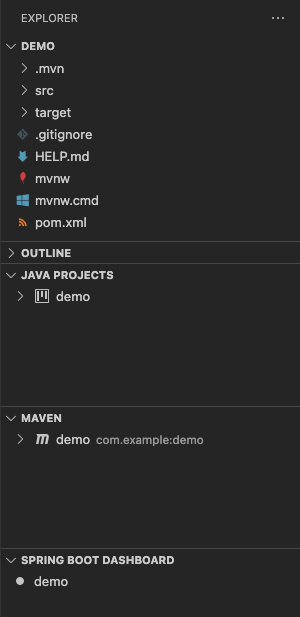 EXPLORER
DEMO
.mvn
src
target
.gitignore
HELP.md
mvnw
mvnw.cmd
pom.xml
OUTLINE
JAVA PROJECTS
demo
MAVEN
demo com.example:demo
SPRING BOOT DASHBOARD
demo